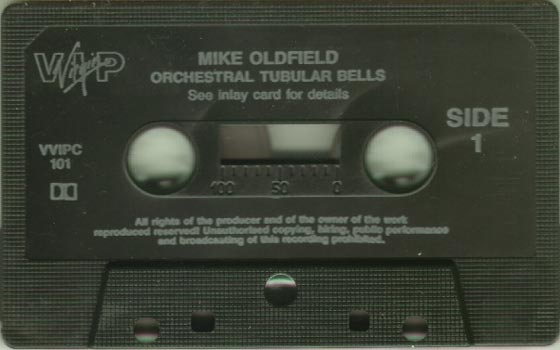 MIKE OLDFIELD
ORCHESTRAL TUBULAR BELLS
See inlay card for details
Virgin
VIP
SIDE
1
VVIPC
101
100 50 0
All rights of the producer and of the owner of the work
reproduced reserved! Unauthorised copying, hiring, public performance
and broadcasting of this recording prohibited.